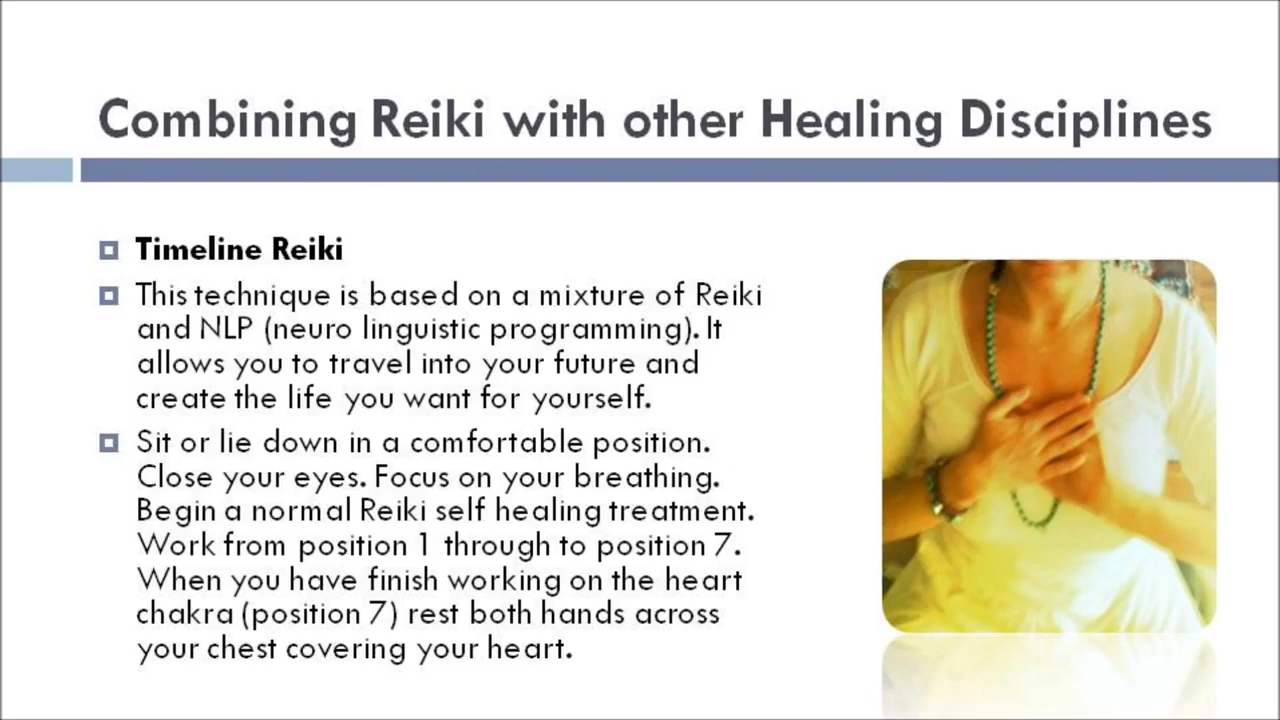 Combining Reiki with other Healing Disciplines
Timeline Reiki
This technique is based on a mixture of Reiki
and NLP (neuro linguistic programming). It
allows you to travel into your future and
create the life you want for yourself.
Sit or lie down in a comfortable position.
Close your eyes. Focus on your breathing.
Begin a normal Reiki self healing treatment.
Work from position 1 through to position 7.
When you have finish working on the heart
chakra (position 7) rest both hands across
your chest covering your heart.